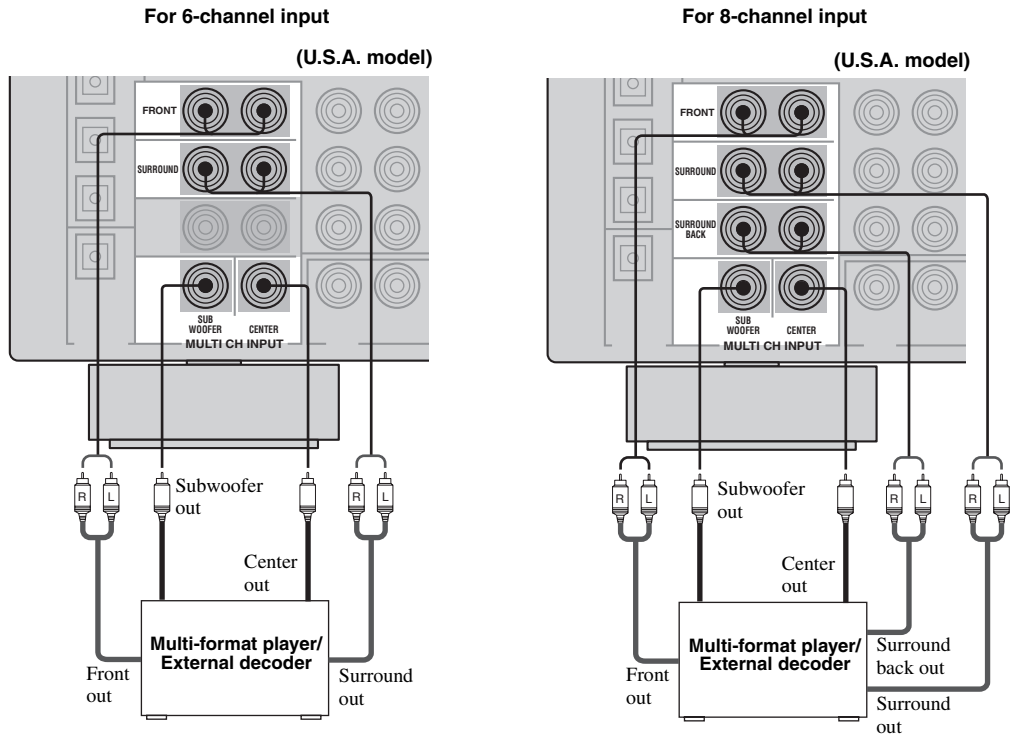 For 6-channel input
(U.S.A. model)
FRONT
SURROUND
SUB
WOOFER
CENTER
MULTI CH INPUT
R
L
Subwoofer
out
R
L
Center
out
Multi-format player/
External decoder
Front
out
Surround
out
For 8-channel input
(U.S.A. model)
FRONT
SURROUND
SURROUND
BACK
SUB
WOOFER
CENTER
MULTI CH INPUT
R
L
Subwoofer
out
R
L
R
L
Center
out
Multi-format player/
External decoder
Front
out
Surround
back out
Surround
out